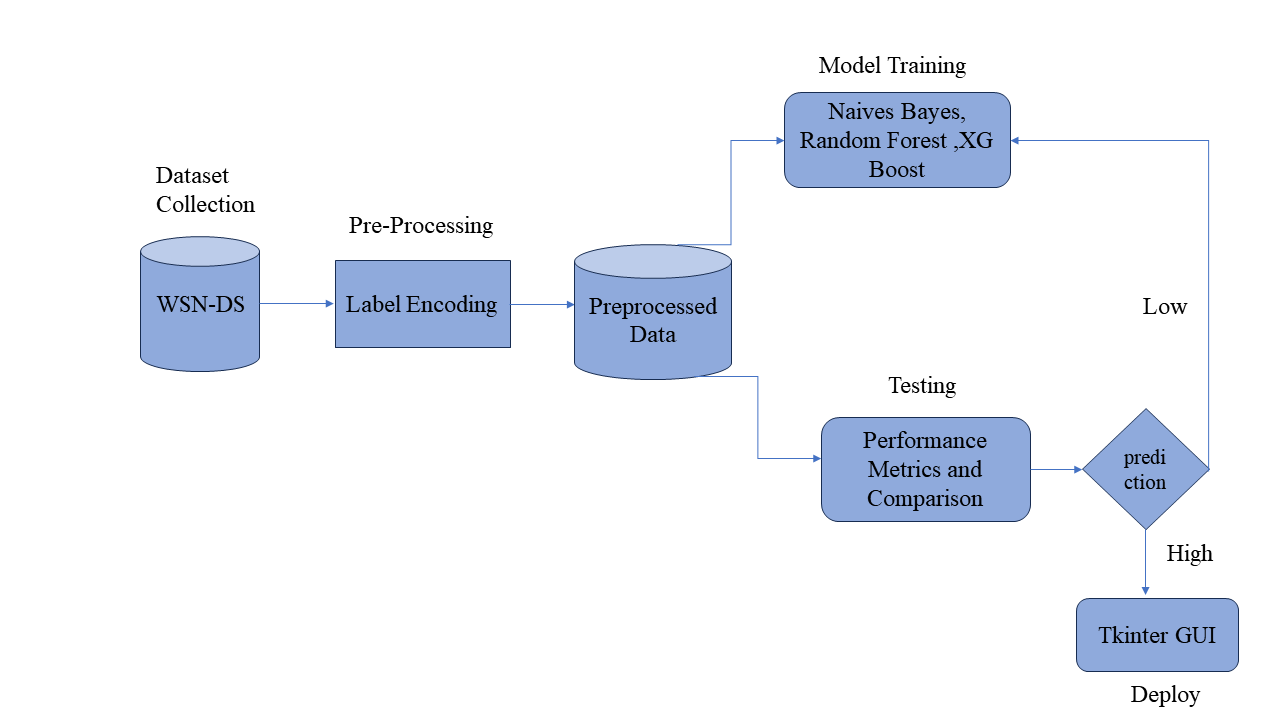 Dataset
Collection
WSN-DS
Pre-Processing
Label Encoding
Preprocessed
Data
Model Training
Naives Bayes,
Random Forest ,XG
Boost
Testing
Performance
Metrics and
Comparison
predi
ction
Low
High
Tkinter GUI
Deploy